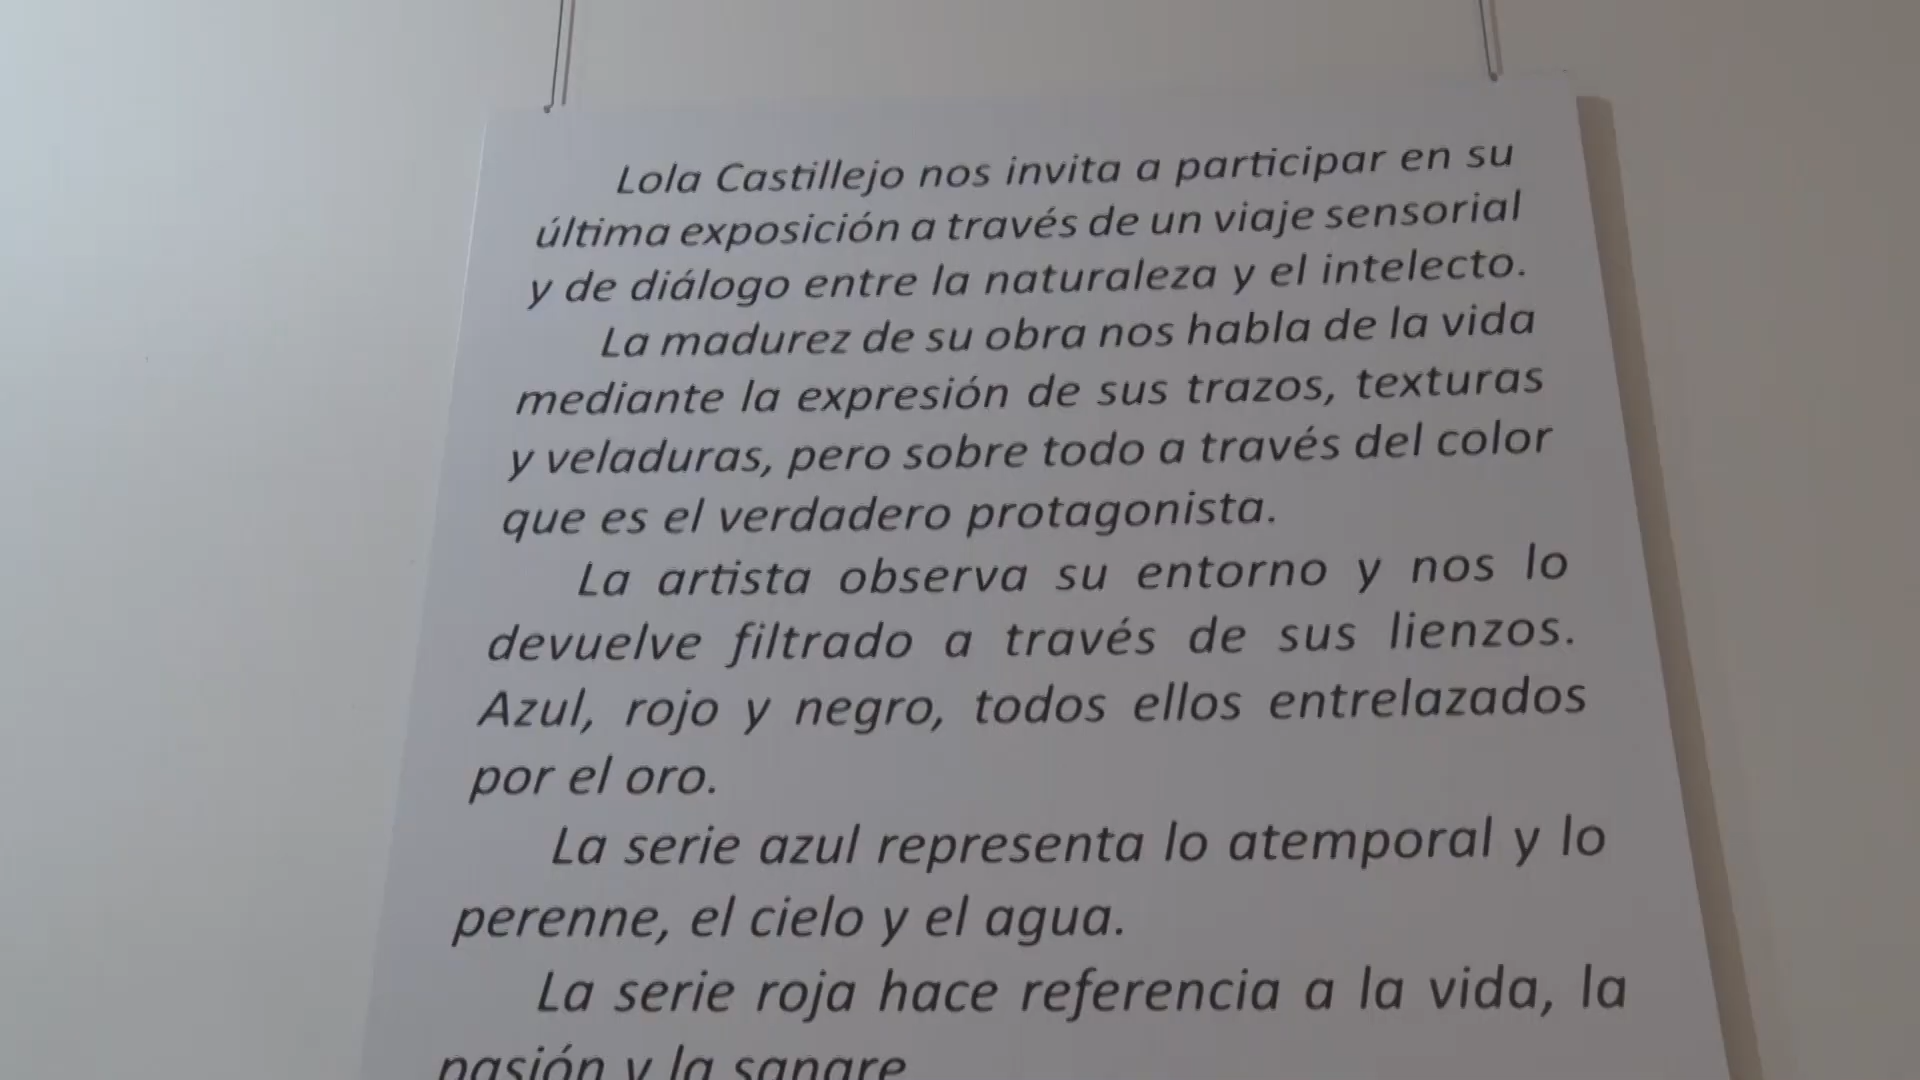 Lola Castillejo nos invita a participar en su
última exposición a través de un viaje sensorial
y de diálogo entre la naturaleza y el intelecto.
La madurez de su obra nos habla de la vida
mediante la expresión de sus trazos, texturas
y veladuras, pero sobre todo a través del color
que es el verdadero protagonista.
La artista observa su entorno y nos lo
devuelve filtrado a través de sus lienzos.
Azul, rojo y negro, todos ellos entrelazados
por el oro.
La serie azul representa lo atemporal y lo
perenne, el cielo y el agua.
La serie roja hace referencia a la vida, la
pasión y la sangre